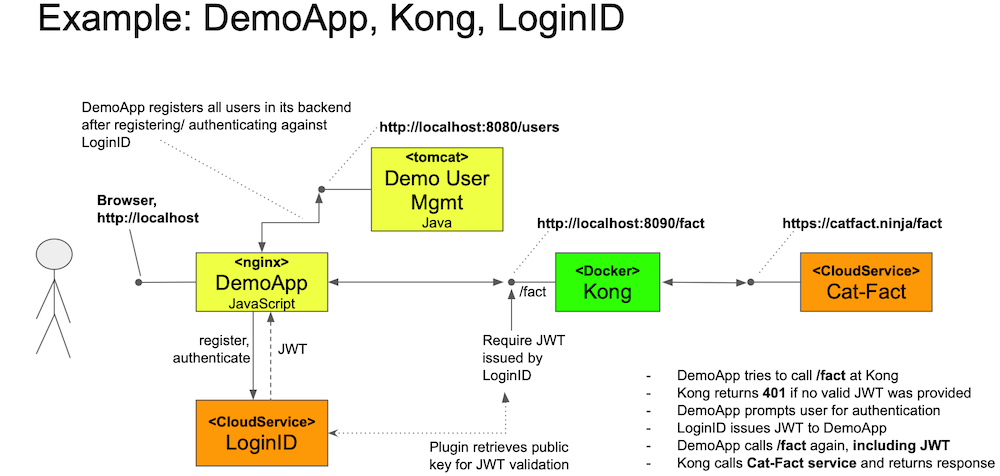 Example: DemoApp, Kong, LoginID
DemoApp registers all users in its backend
after registering/ authenticating against
LoginID
http://localhost:8080/users
<tomcat>
Demo User
Mgmt
Java
Browser,
http://localhost
http://localhost:8090/fact
https://catfact.ninja/fact
<nginx>
DemoApp
JavaScript
/fact
<Docker>
Kong
<CloudService>
Cat-Fact
register,
authenticate
JWT
Require JWT
issued by
LoginID
<CloudService>
LoginID
Plugin retrieves public
key for JWT validation
- DemoApp tries to call /fact at Kong
- Kong returns 401 if no valid JWT was provided
- DemoApp prompts user for authentication
- LoginID issues JWT to DemoApp
- DemoApp calls /fact again, including JWT
- Kong calls Cat-Fact service and returns response